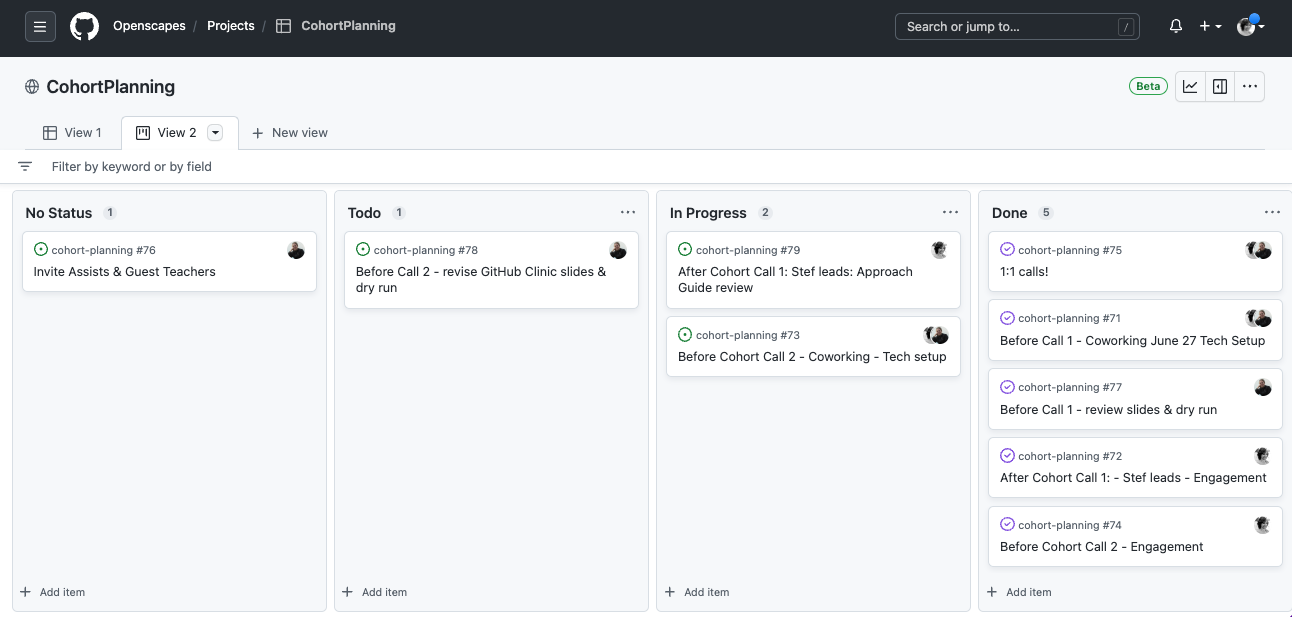 Openscapes / Projects / CohortPlanning
Search or jump to... /
CohortPlanning
Beta
View 1
View 2
New view
Filter by keyword or by field
No Status 1
cohort-planning #76
Invite Assists & Guest Teachers
Add item
Todo 1
cohort-planning #78
Before Call 2 - revise GitHub Clinic slides &
dry run
Add item
In Progress 2
cohort-planning #79
After Cohort Call 1: Stef leads: Approach
Guide review
cohort-planning #73
Before Cohort Call 2 - Coworking - Tech setup
Add item
Done 5
cohort-planning #75
1:1 calls!
cohort-planning #71
Before Call 1 - Coworking June 27 Tech Setup
cohort-planning #77
Before Call 1 - review slides & dry run
cohort-planning #72
After Cohort Call 1: - Stef leads - Engagement
cohort-planning #74
Before Cohort Call 2 - Engagement
Add item